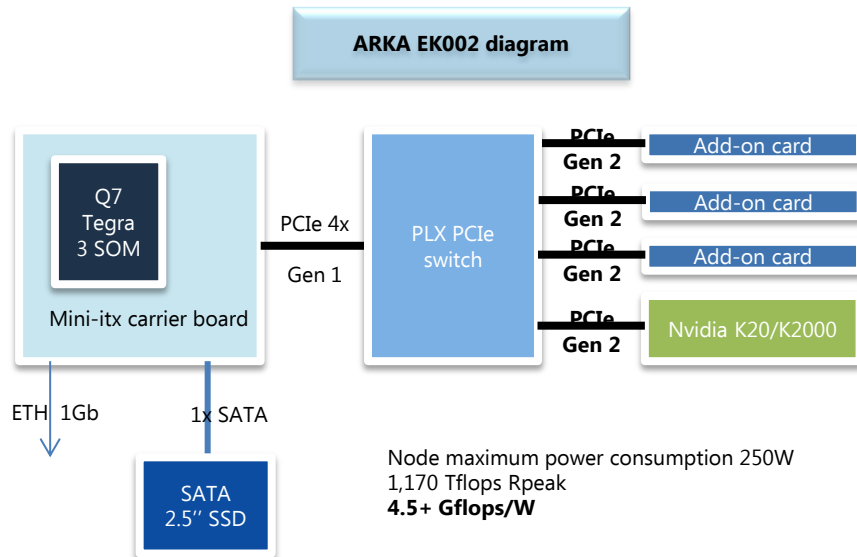 ARKA EK002 diagram
Q7
Tegra
3 SOM
Mini-itx carrier board
PCIe 4x
Gen 1
PLX PCIe
switch
PCIe
Gen 2
Add-on card
PCIe
Gen 2
Add-on card
PCIe
Gen 2
Add-on card
PCIe
Gen 2
Nvidia K20/K2000
ETH 1Gb
1x SATA
SATA
2.5’’ SSD
Node maximum power consumption 250W
1,170 Tflops Rpeak
4.5+ Gflops/W